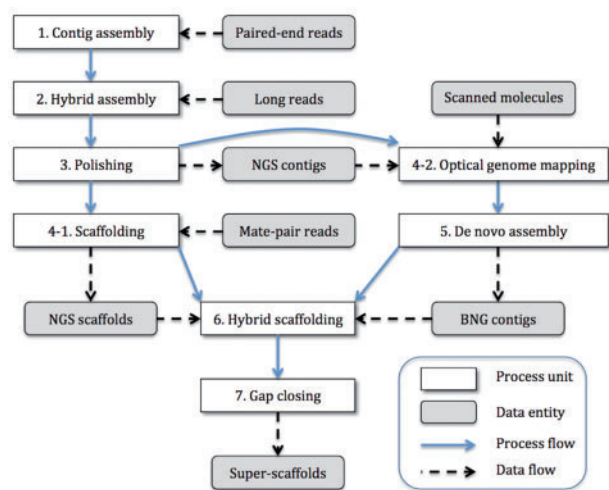 1. Contig assembly
Paired-end reads
2. Hybrid assembly
Long reads
Scanned molecules
3. Polishing
NGS contigs
4-2. Optical genome mapping
4-1. Scaffolding
Mate-pair reads
5. De novo assembly
NGS scaffolds
6. Hybrid scaffolding
BNG contigs
7. Gap closing
Super-scaffolds
Process unit
Data entity
Process flow
Data flow